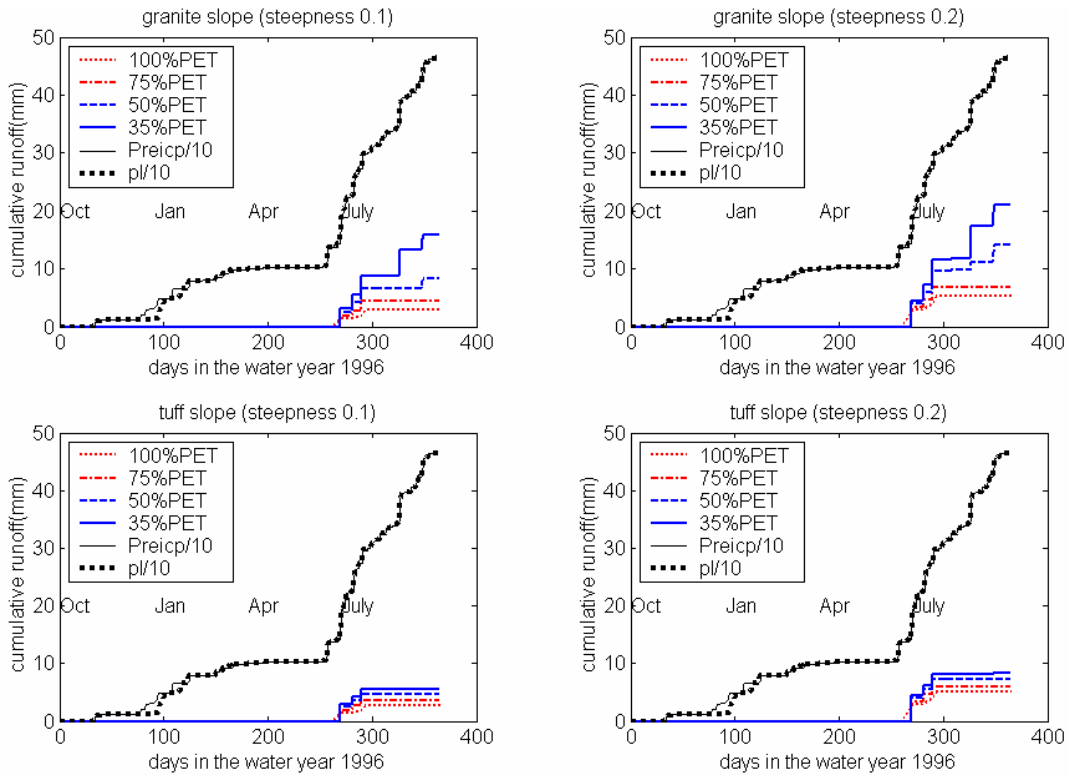 granite slope (steepness 0.1)
50
40
30
20
10
0
cumulative runoff(mm)
100%PET
75%PET
50%PET
35%PET
Preicp/10
pl/10
Oct Jan Apr July
0 100 200 300 400
days in the water year 1996
granite slope (steepness 0.2)
50
40
30
20
10
0
cumulative runoff(mm)
100%PET
75%PET
50%PET
35%PET
Preicp/10
pl/10
Oct Jan Apr July
0 100 200 300 400
days in the water year 1996
tuff slope (steepness 0.1)
50
40
30
20
10
0
cumulative runoff(mm)
100%PET
75%PET
50%PET
35%PET
Preicp/10
pl/10
Oct Jan Apr July
0 100 200 300 400
days in the water year 1996
tuff slope (steepness 0.2)
50
40
30
20
10
0
cumulative runoff(mm)
100%PET
75%PET
50%PET
35%PET
Preicp/10
pl/10
Oct Jan Apr July
0 100 200 300 400
days in the water year 1996